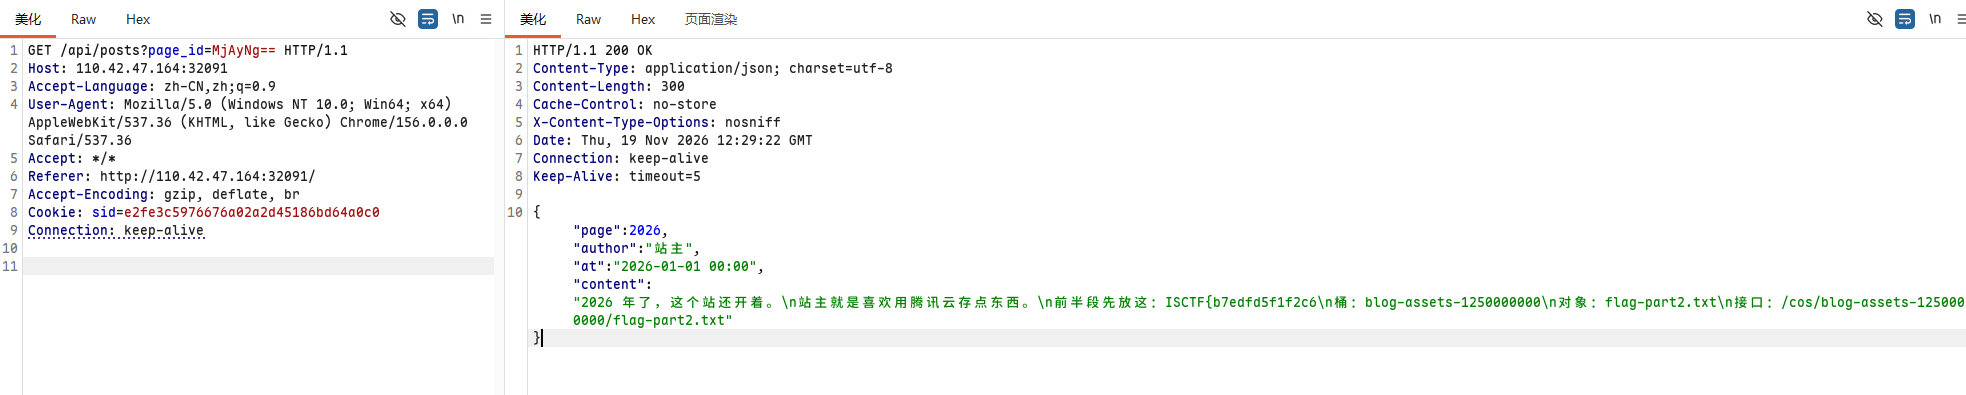 美化 Raw Hex \n
1 GET /api/posts?page_id=MjAyNg== HTTP/1.1
2 Host: 110.42.47.164:32091
3 Accept-Language: zh-CN,zh;q=0.9
4 User-Agent: Mozilla/5.0 (Windows NT 10.0; Win64; x64)
AppleWebKit/537.36 (KHTML, like Gecko) Chrome/156.0.0.0
Safari/537.36
5 Accept: */*
6 Referer: http://110.42.47.164:32091/
7 Accept-Encoding: gzip, deflate, br
8 Cookie: sid=e2fe3c5976676a02a2d45186bd64a0c0
9 Connection: keep-alive
10
11
美化 Raw Hex 页面渲染 \n
1 HTTP/1.1 200 OK
2 Content-Type: application/json; charset=utf-8
3 Content-Length: 300
4 Cache-Control: no-store
5 X-Content-Type-Options: nosniff
6 Date: Thu, 19 Nov 2026 12:29:22 GMT
7 Connection: keep-alive
8 Keep-Alive: timeout=5
9
10 {
"page":2026,
"author":"站主",
"at":"2026-01-01 00:00",
"content":
"2026 年了，这个站还开着。\n站主就是喜欢用腾讯云存点东西。\n前半段先放这：ISCTF{b7edfd5f1f2c6\n桶：blog-assets-1250000000\n对象：flag-part2.txt\n接口：/cos/blog-assets-125000
0000/flag-part2.txt"
}